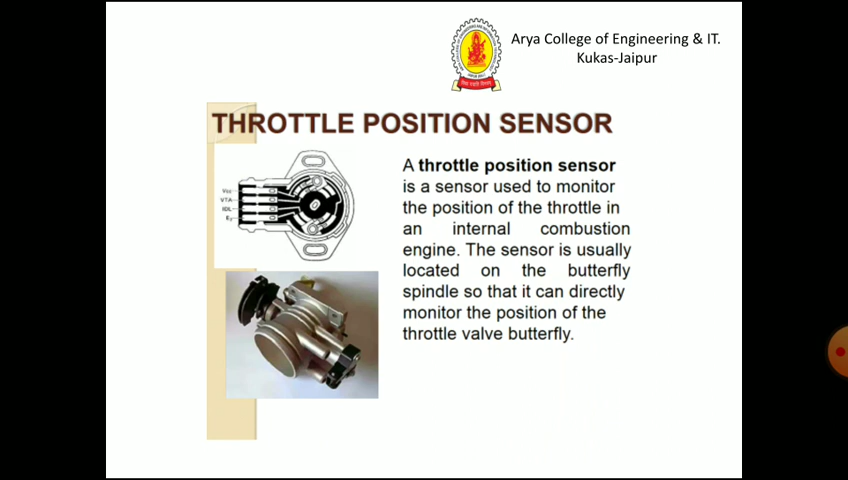 Arya College of Engineering & IT.
Kukas-Jaipur
THROTTLE POSITION SENSOR
Vcc
VTA
IDL
E₂
A throttle position sensor
is a sensor used to monitor
the position of the throttle in
an internal combustion
engine. The sensor is usually
located on the butterfly
spindle so that it can directly
monitor the position of the
throttle valve butterfly.